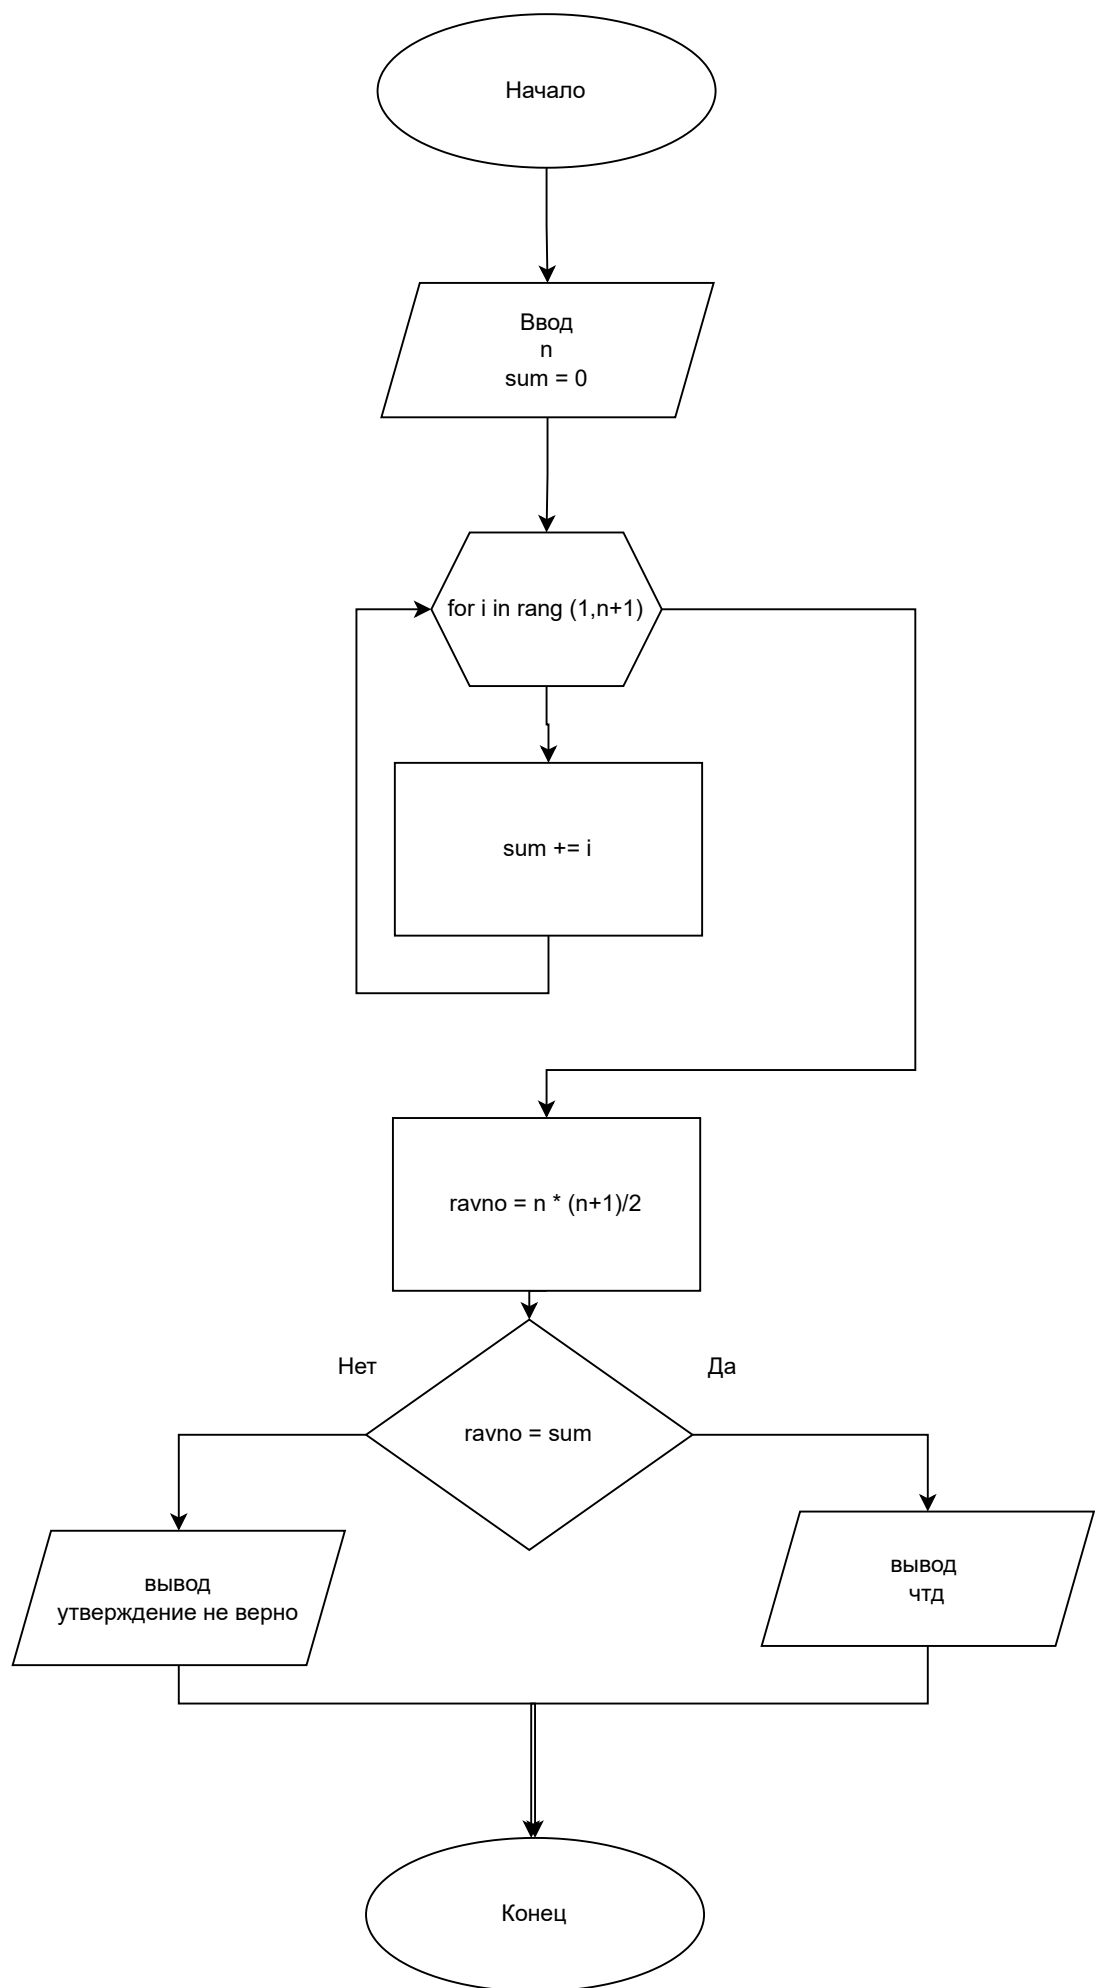 Начало
Ввод
n
sum = 0
for i in rang (1,n+1)
sum += i
ravno = n * (n+1)/2
Нет
Да
ravno = sum
вывод
утверждение не верно
вывод
чтд
Конец